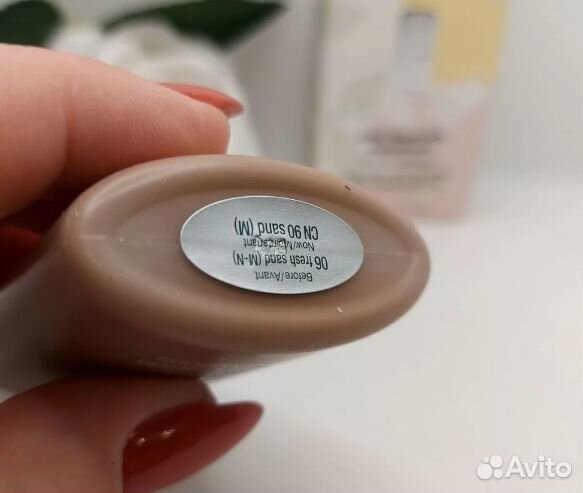 Before/Avant
06 fresh sand (M-N)
Now/Maintenant
CN 90 sand (M)
Avito